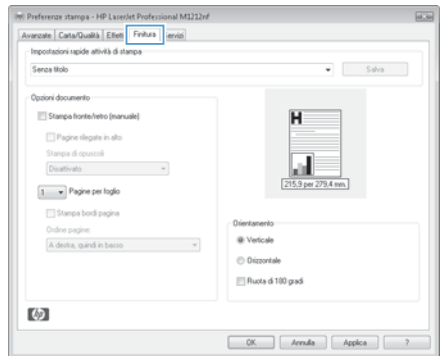 Preferenze stampa - HP LaserJet Professional M1212nf
Avanzate Carta/Qualità Effetti Finitura Servizi
Impostazioni rapide attività di stampa
Senza titolo Salva
Opzioni documento
Stampa fronte/retro (manuale)
Pagine rilegate in alto
Stampa di opuscoli
Disattivato
1 Pagine per foglio
Stampa bordi pagina
Ordine pagine:
A destra, quindi in basso
H
215,9 per 279,4 mm.
Orientamento
Verticale
Orizzontale
Ruota di 180 gradi
hp
OK Annulla Applica ?